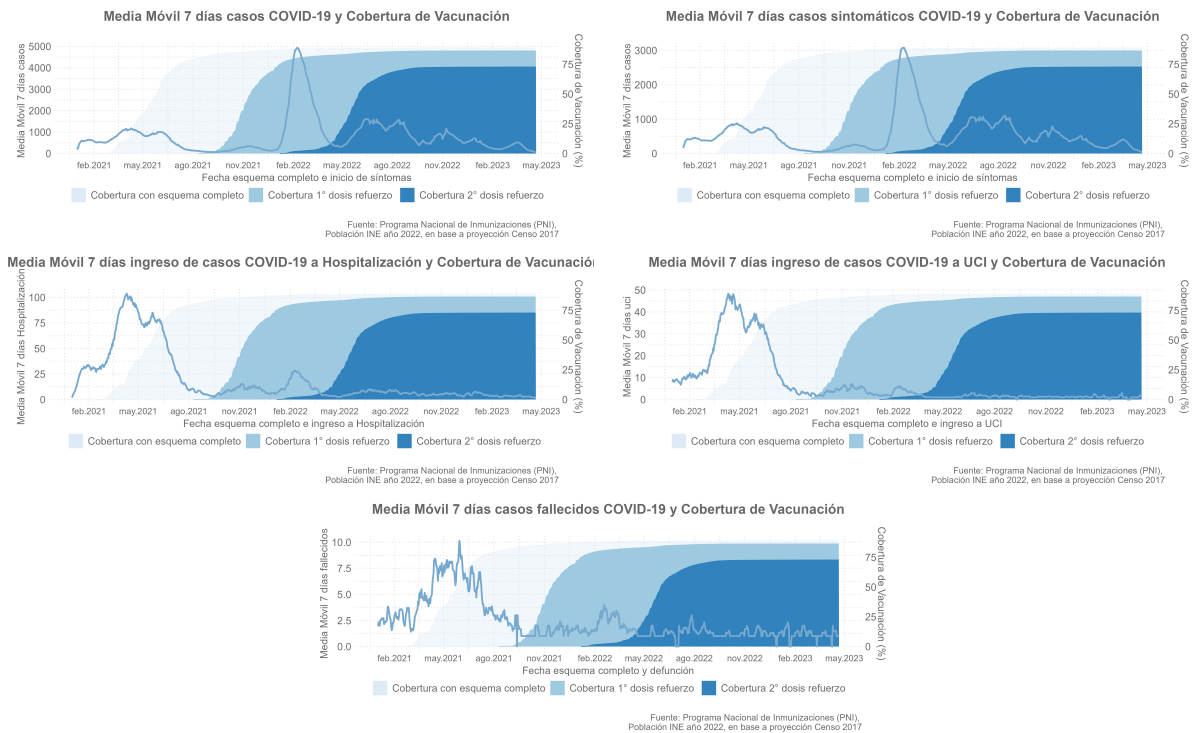 Media Móvil 7 días casos COVID-19 y Cobertura de Vacunación
Media Móvil 7 días casos
5000
4000
3000
2000
1000
0
Cobertura de Vacunación (%)
75
50
25
0
feb.2021 may.2021 ago.2021 nov.2021 feb.2022 may.2022 ago.2022 nov.2022 feb.2023 may.2023
Fecha esquema completo e inicio de síntomas
Cobertura con esquema completo Cobertura 1° dosis refuerzo Cobertura 2° dosis refuerzo
Fuente: Programa Nacional de Inmunizaciones (PNI),
Población INE año 2022, en base a proyección Censo 2017
Media Móvil 7 días casos sintomáticos COVID-19 y Cobertura de Vacunación
Media Móvil 7 días casos
3000
2000
1000
0
Cobertura de Vacunación (%)
75
50
25
0
feb.2021 may.2021 ago.2021 nov.2021 feb.2022 may.2022 ago.2022 nov.2022 feb.2023 may.2023
Fecha esquema completo e inicio de síntomas
Cobertura con esquema completo Cobertura 1° dosis refuerzo Cobertura 2° dosis refuerzo
Fuente: Programa Nacional de Inmunizaciones (PNI),
Población INE año 2022, en base a proyección Censo 2017
Media Móvil 7 días ingreso de casos COVID-19 a Hospitalización y Cobertura de Vacunación
Media Móvil 7 días Hospitalización
100
75
50
25
0
Cobertura de Vacunación (%)
75
50
25
0
feb.2021 may.2021 ago.2021 nov.2021 feb.2022 may.2022 ago.2022 nov.2022 feb.2023 may.2023
Fecha esquema completo e ingreso a Hospitalización
Cobertura con esquema completo Cobertura 1° dosis refuerzo Cobertura 2° dosis refuerzo
Fuente: Programa Nacional de Inmunizaciones (PNI),
Población INE año 2022, en base a proyección Censo 2017
Media Móvil 7 días ingreso de casos COVID-19 a UCI y Cobertura de Vacunación
Media Móvil 7 días uci
50
40
30
20
10
0
Cobertura de Vacunación (%)
75
50
25
0
feb.2021 may.2021 ago.2021 nov.2021 feb.2022 may.2022 ago.2022 nov.2022 feb.2023 may.2023
Fecha esquema completo e ingreso a UCI
Cobertura con esquema completo Cobertura 1° dosis refuerzo Cobertura 2° dosis refuerzo
Fuente: Programa Nacional de Inmunizaciones (PNI),
Población INE año 2022, en base a proyección Censo 2017
Media Móvil 7 días casos fallecidos COVID-19 y Cobertura de Vacunación
Media Móvil 7 días fallecidos
10.0
7.5
5.0
2.5
0.0
Cobertura de Vacunación (%)
75
50
25
0
feb.2021 may.2021 ago.2021 nov.2021 feb.2022 may.2022 ago.2022 nov.2022 feb.2023 may.2023
Fecha esquema completo y defunción
Cobertura con esquema completo Cobertura 1° dosis refuerzo Cobertura 2° dosis refuerzo
Fuente: Programa Nacional de Inmunizaciones (PNI),
Población INE año 2022, en base a proyección Censo 2017